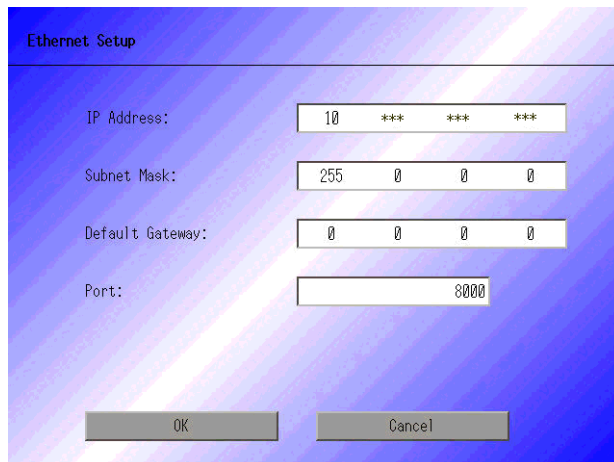 Ethernet Setup
IP Address: 10 *** *** ***
Subnet Mask: 255 0 0 0
Default Gateway: 0 0 0 0
Port: 8000
OK Cancel